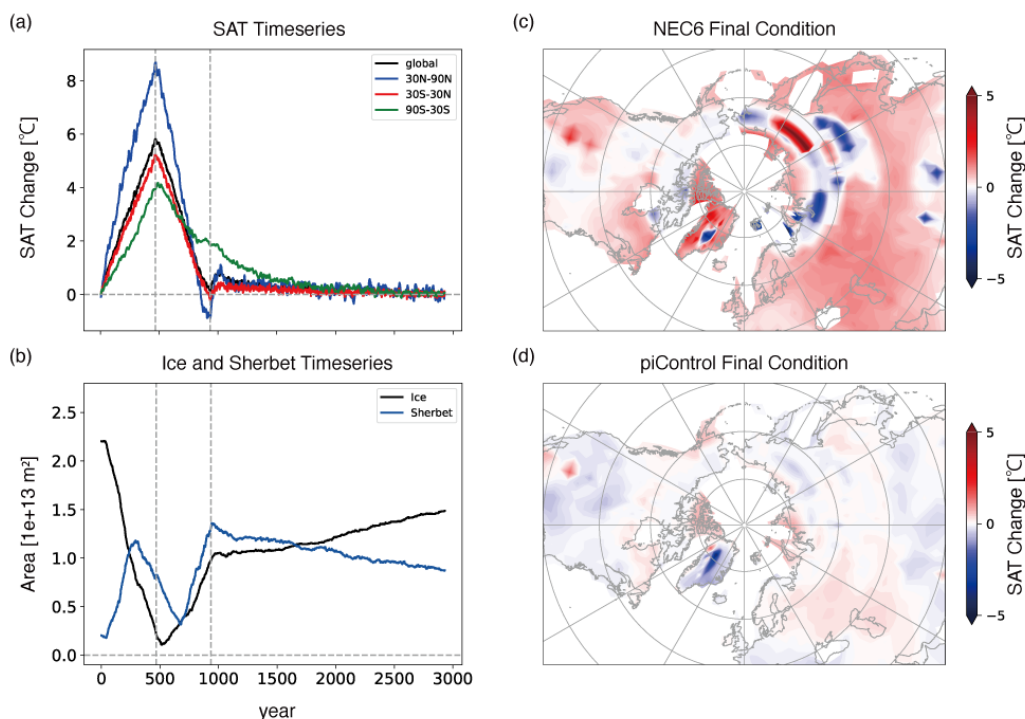 (a)
SAT Timeseries
SAT Change [℃]
8
6
4
2
0
global
30N-90N
30S-30N
90S-30S
(b)
Ice and Sherbet Timeseries
Area [1e+13 m²]
2.5
2.0
1.5
1.0
0.5
0.0
Ice
Sherbet
0
500
1000
1500
2000
2500
3000
year
(c)
NEC6 Final Condition
5
0
−5
SAT Change [℃]
(d)
piControl Final Condition
5
0
−5
SAT Change [℃]